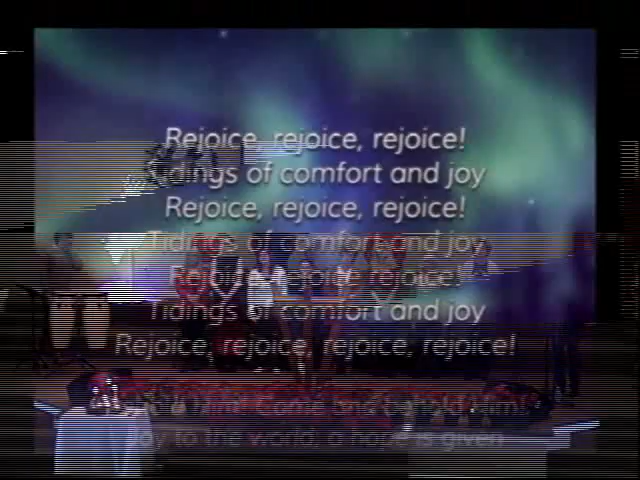 Rejoice, rejoice, rejoice!
Tidings of comfort and joy
Rejoice, rejoice, rejoice!
Tidings of comfort and joy
Rejoice, rejoice rejoice!
Tidings of comfort and joy
Rejoice, rejoice, rejoice, rejoice!
Him! Come and behold Him!
Joy to the world, a hope is given